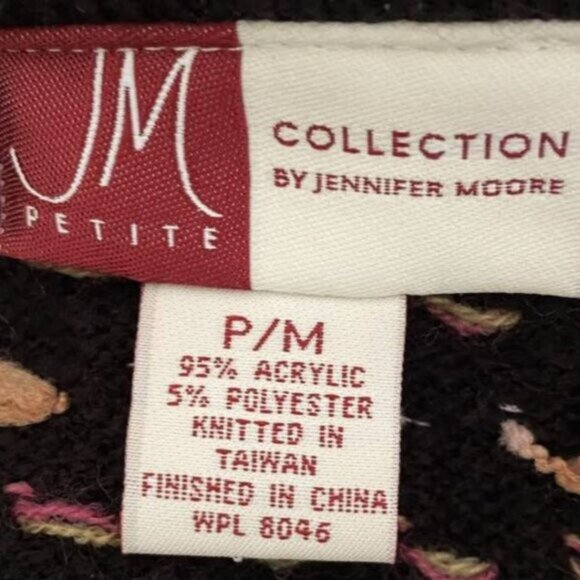 JM
PETITE
COLLECTION
BY JENNIFER MOORE
P/M
95% ACRYLIC
5% POLYESTER
KNITTED IN
TAIWAN
FINISHED IN CHINA
WPL 8046